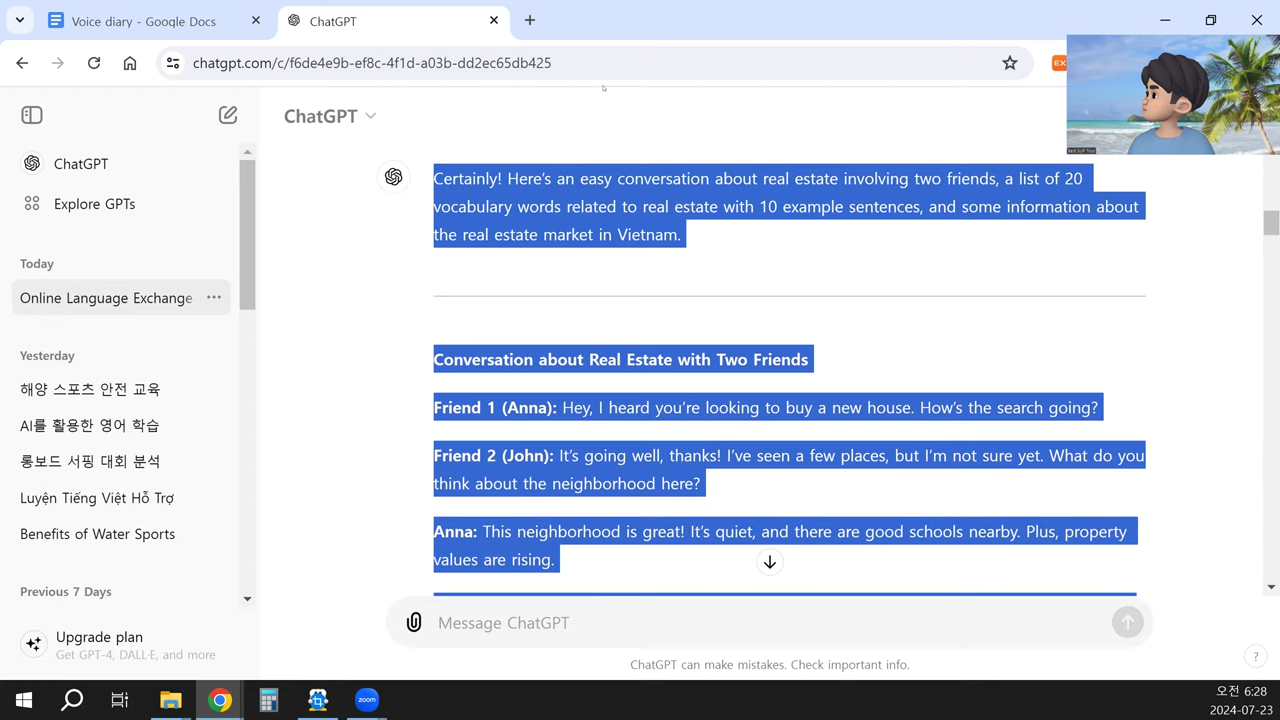 Voice diary - Google Docs
ChatGPT
chatgpt.com/c/f6de4e9b-ef8c-4f1d-a03b-dd2ec65db425
EX
ChatGPT
ChatGPT
Explore GPTs
Today
Online Language Exchange
Yesterday
해양 스포츠 안전 교육
AI를 활용한 영어 학습
롱보드 서핑 대회 분석
Luyện Tiếng Việt Hỗ Trợ
Benefits of Water Sports
Previous 7 Days
Upgrade plan
Get GPT-4, DALL·E, and more
Certainly! Here's an easy conversation about real estate involving two friends, a list of 20
vocabulary words related to real estate with 10 example sentences, and some information about
the real estate market in Vietnam.
Conversation about Real Estate with Two Friends
Friend 1 (Anna): Hey, I heard you're looking to buy a new house. How's the search going?
Friend 2 (John): It's going well, thanks! I've seen a few places, but I'm not sure yet. What do you
think about the neighborhood here?
Anna: This neighborhood is great! It's quiet, and there are good schools nearby. Plus, property
values are rising.
Message ChatGPT
ChatGPT can make mistakes. Check important info.
?
zoom
오전 6:28
2024-07-23